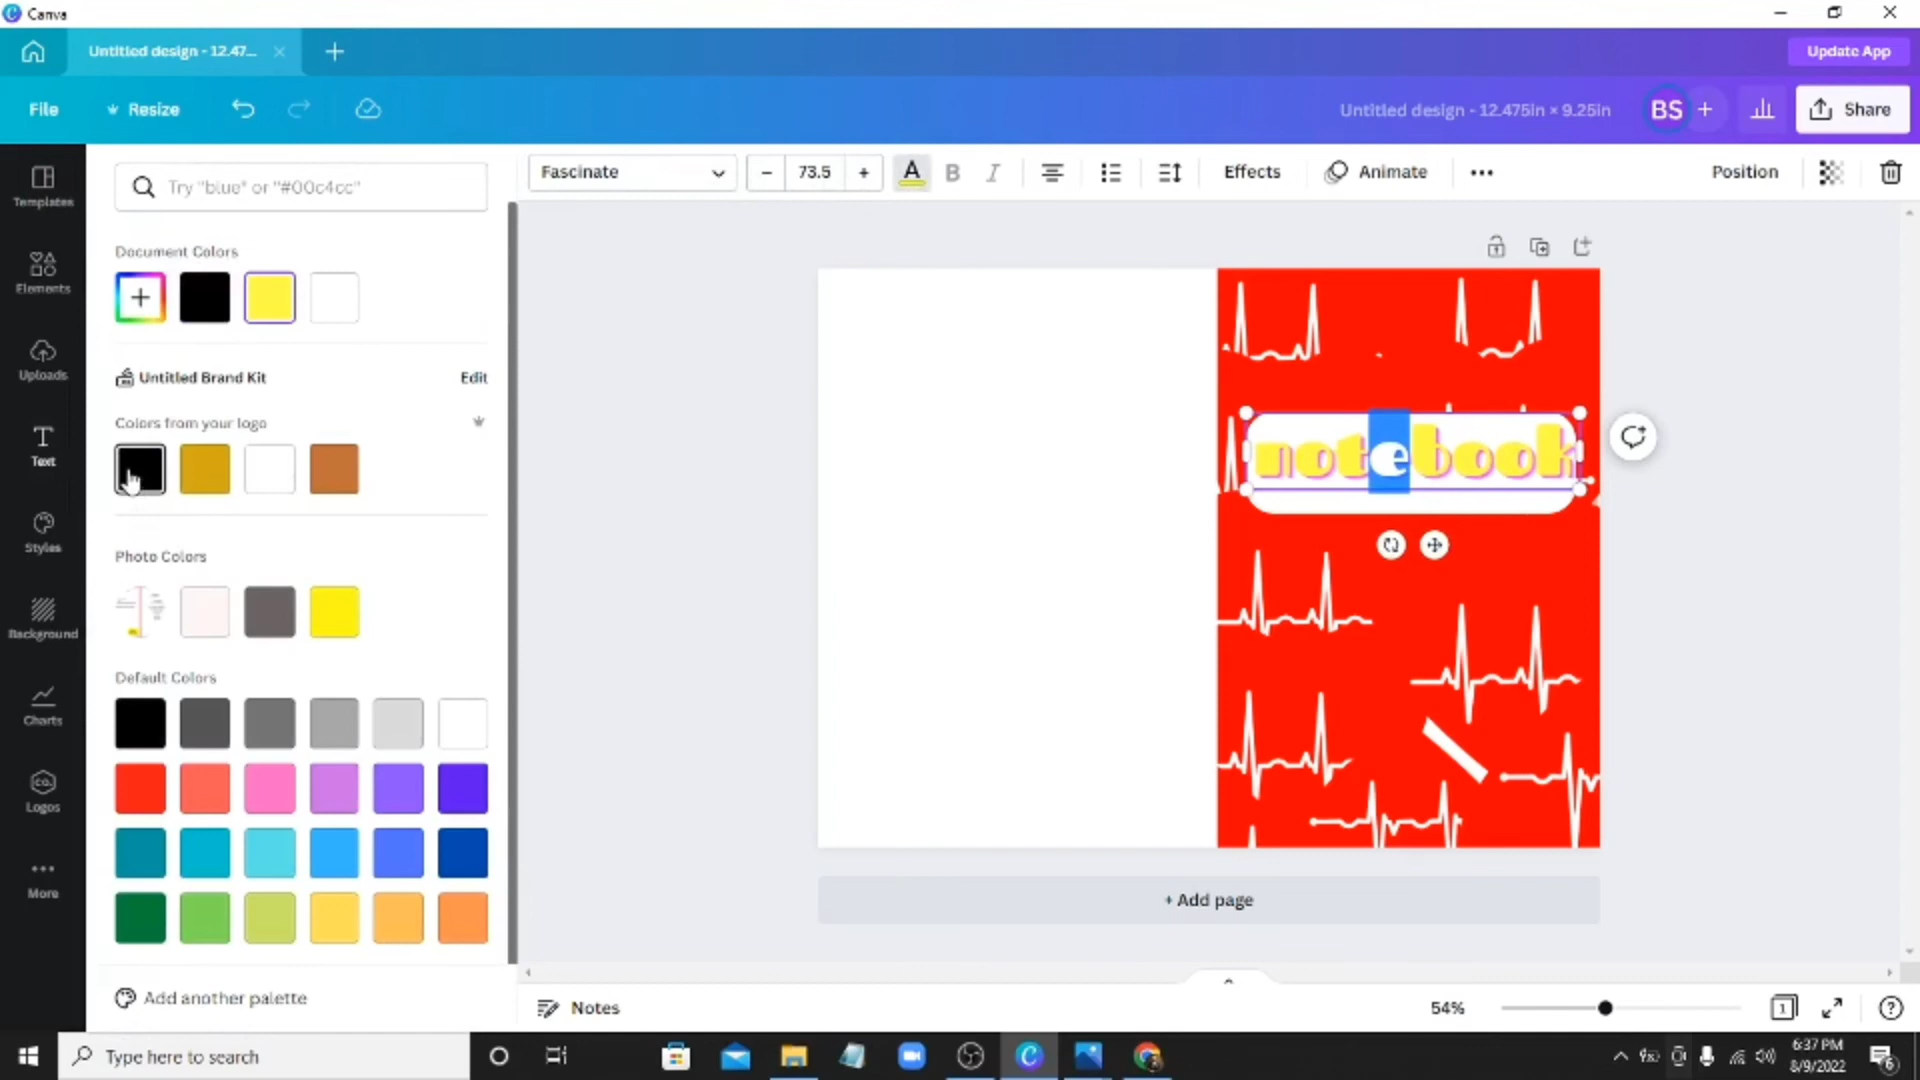 Canva
Untitled design - 12.47...
Update App
File
Resize
Untitled design - 12.475in × 9.25in
BS
Share
Templates
Elements
Uploads
Text
Styles
Background
Charts
CO.
Logos
More
Try "blue" or "#00c4cc"
Document Colors
Untitled Brand Kit
Edit
Colors from your logo
Photo Colors
Default Colors
Add another palette
Fascinate
73.5
A
B
I
Effects
Animate
Position
notebook
+ Add page
Notes
54%
1
Type here to search
6:37 PM
8/9/2022
6